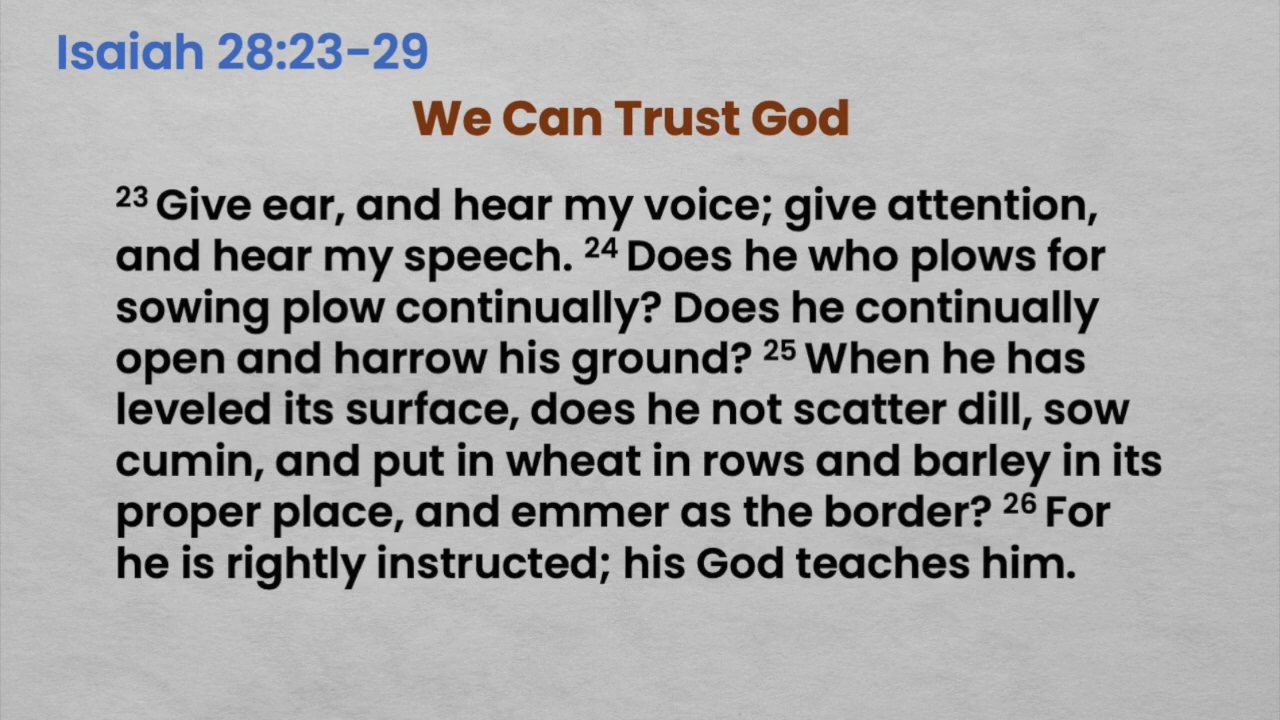 Isaiah 28:23-29
We Can Trust God
23 Give ear, and hear my voice; give attention,
and hear my speech. 24 Does he who plows for
sowing plow continually? Does he continually
open and harrow his ground? 25 When he has
leveled its surface, does he not scatter dill, sow
cumin, and put in wheat in rows and barley in its
proper place, and emmer as the border? 26 For
he is rightly instructed; his God teaches him.